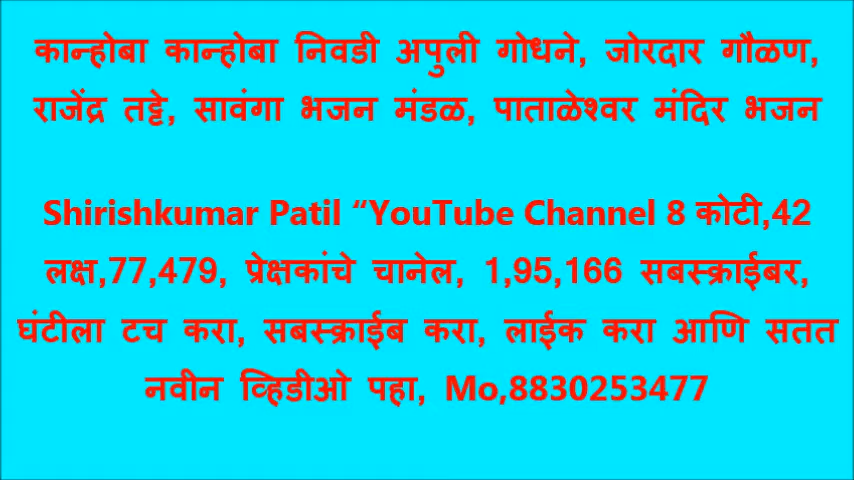 कान्होबा कान्होबा निवडी अपुली गोधने, जोरदार गौळण,
राजेंद्र तट्टे, सावंगा भजन मंडळ, पाताळेश्वर मंदिर भजन
Shirishkumar Patil “YouTube Channel 8 कोटी,42
लक्ष,77,479, प्रेक्षकांचे चानेल, 1,95,166 सबस्क्राईबर,
घंटीला टच करा, सबस्क्राईब करा, लाईक करा आणि सतत
नवीन व्हिडीओ पहा, Mo,8830253477